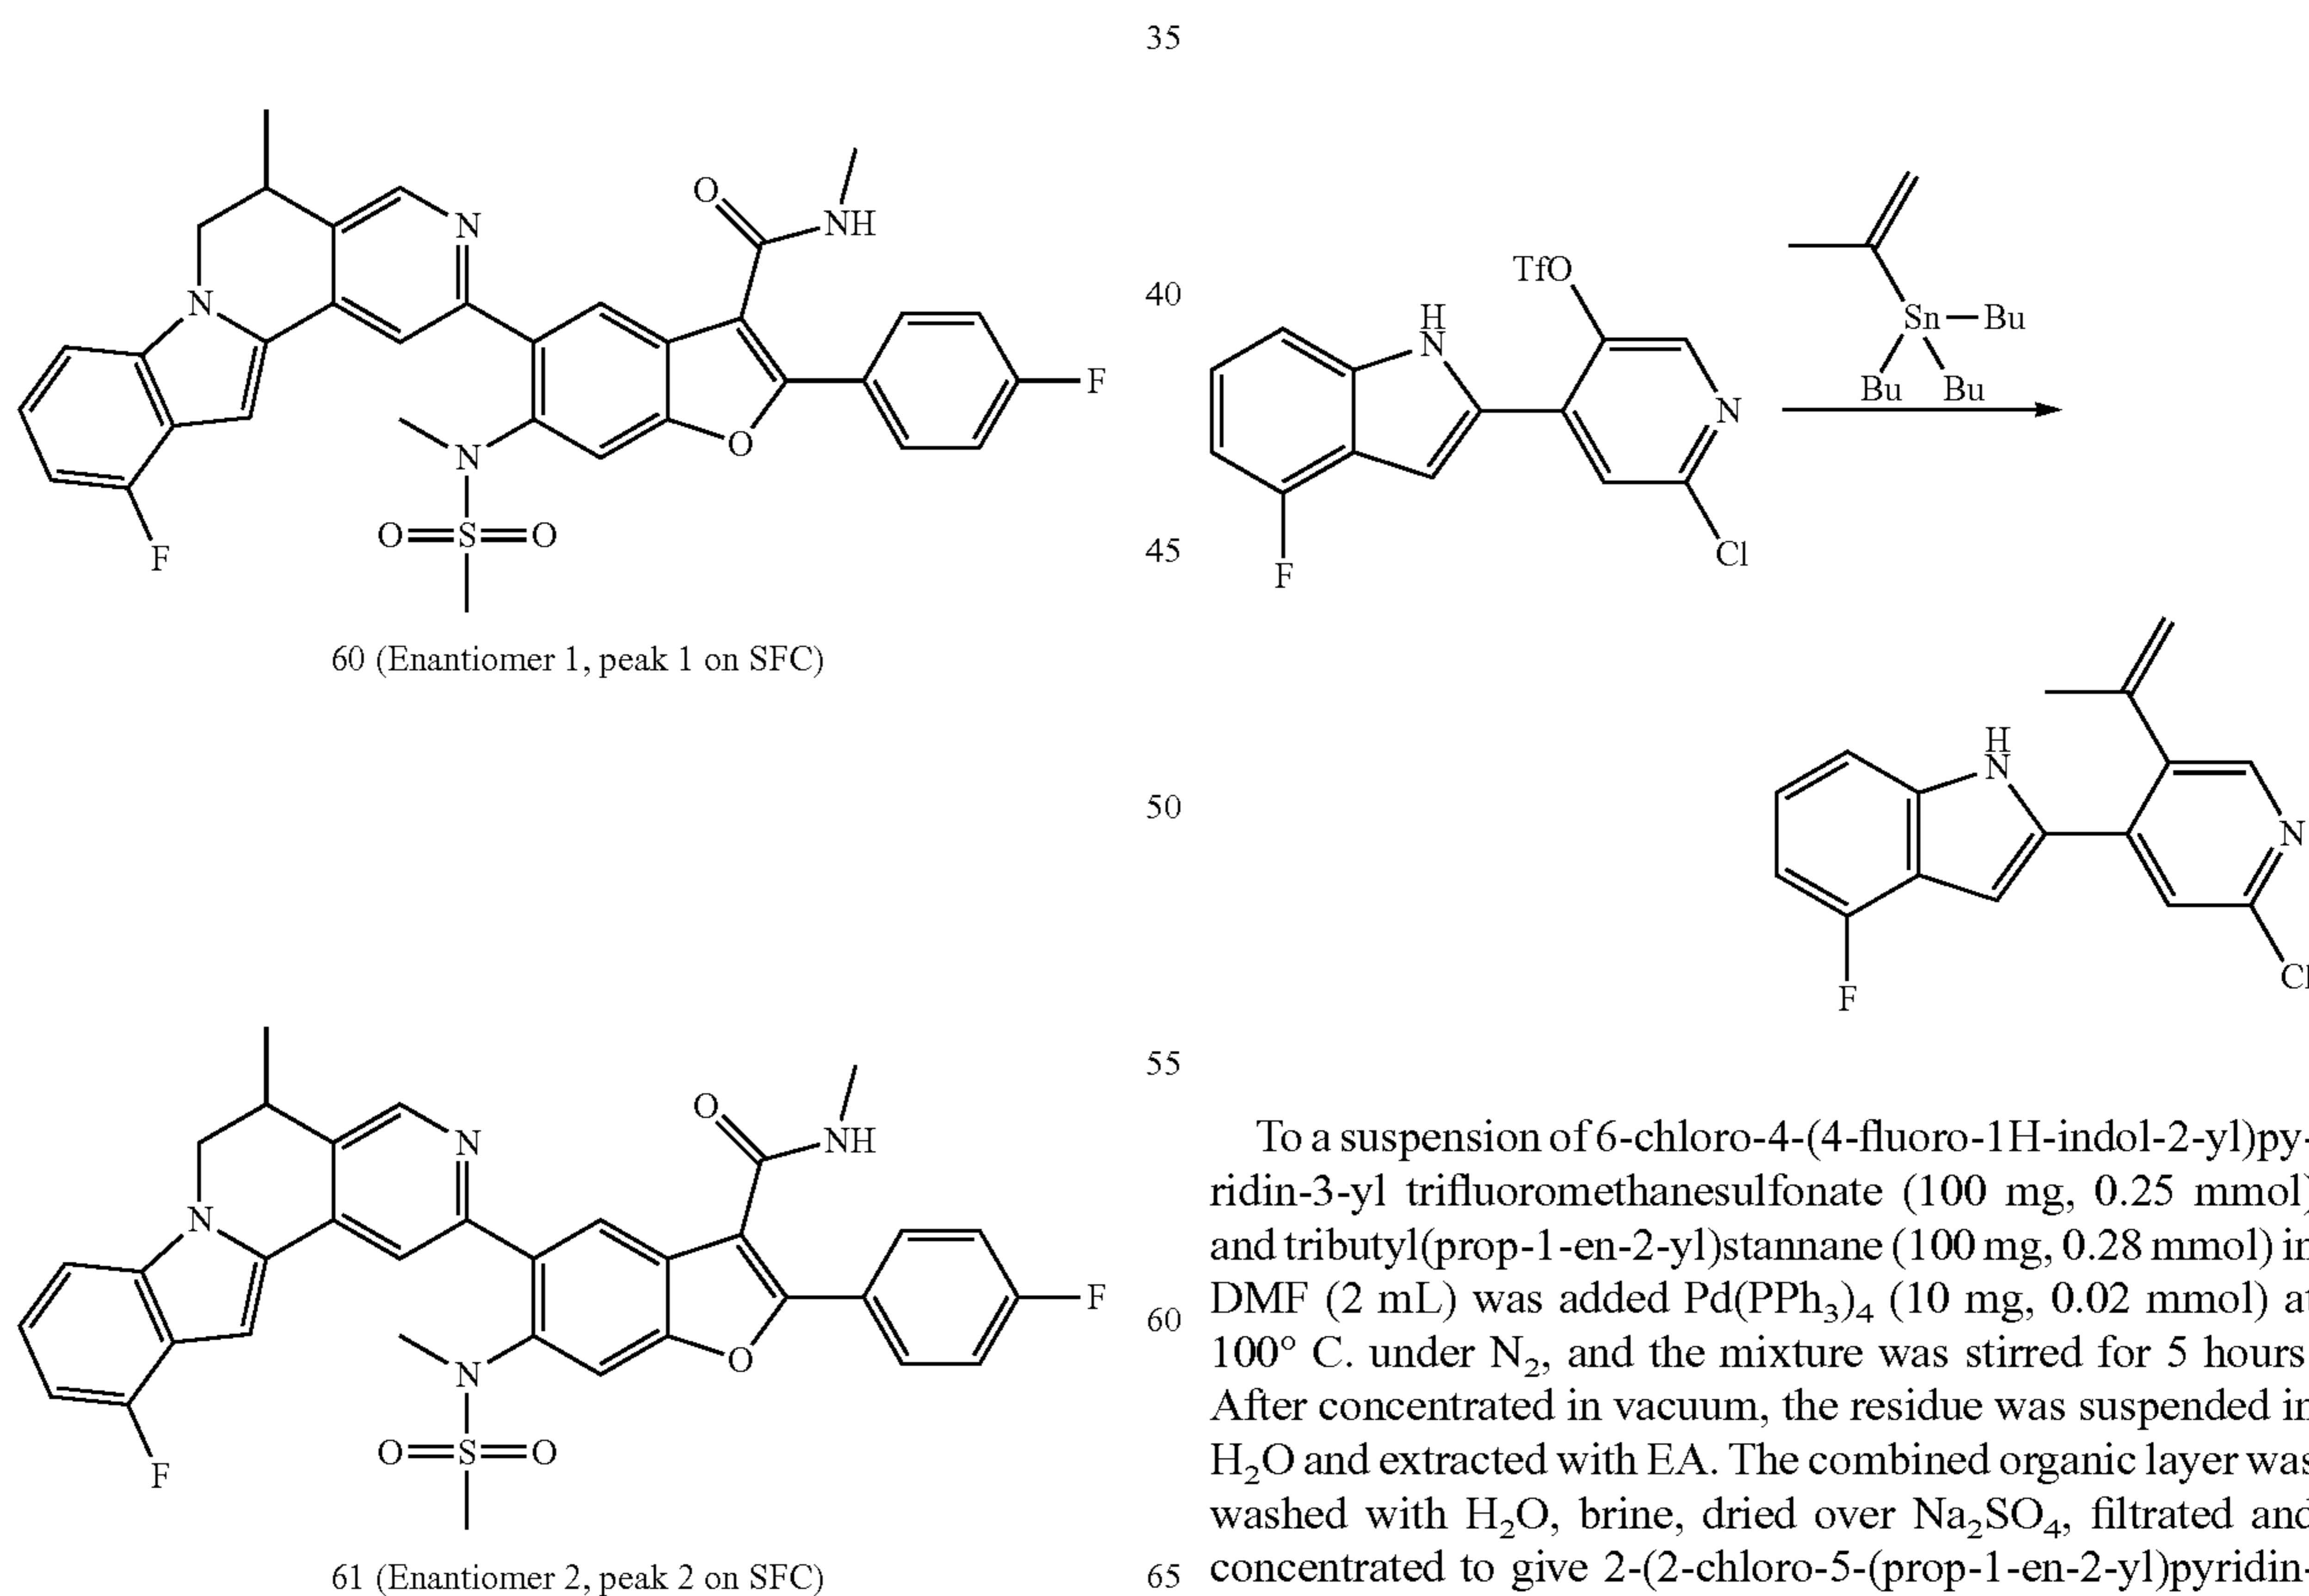 N
O
NH
N
F
O
N
O=S=O
F
60 (Enantiomer 1, peak 1 on SFC)
N
O
NH
N
F
O
N
O=S=O
F
61 (Enantiomer 2, peak 2 on SFC)
35
40
45
50
55
60
65
TfO
Sn—Bu
H
N
Bu Bu
N
Cl
F
H
N
N
Cl
F
To a suspension of 6-chloro-4-(4-fluoro-1H-indol-2-yl)py-
ridin-3-yl trifluoromethanesulfonate (100 mg, 0.25 mmol)
and tributyl(prop-1-en-2-yl)stannane (100 mg, 0.28 mmol) in
DMF (2 mL) was added Pd(PPh₃)₄ (10 mg, 0.02 mmol) at
100° C. under N₂, and the mixture was stirred for 5 hours
After concentrated in vacuum, the residue was suspended in
H₂O and extracted with EA. The combined organic layer was
washed with H₂O, brine, dried over Na₂SO₄, filtrated and
concentrated to give 2-(2-chloro-5-(prop-1-en-2-yl)pyridin-